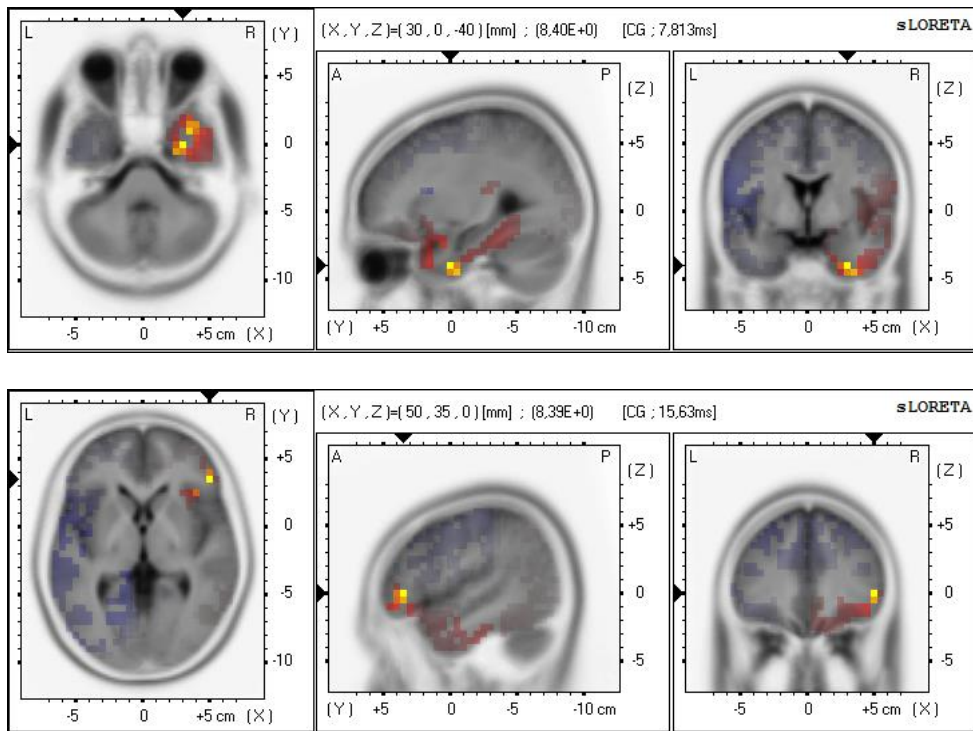 L R (Y) (X,Y,Z)=(30 , 0 , -40) [mm] ; (8,40E+0) [CG ; 7,813ms] sLORETA
A P (Z) L R (Z)
+5 +5 +5
0 0 0
-5 -5 -5
-10
-5 0 +5 cm (X) (Y) +5 0 -5 -10 cm -5 0 +5 cm (X)
L R (Y) (X,Y,Z)=(50 , 35 , 0) [mm] ; (8,39E+0) [CG ; 15,63ms] sLORETA
A P (Z) L R (Z)
+5 +5 +5
0 0 0
-5 -5 -5
-10
-5 0 +5 cm (X) (Y) +5 0 -5 -10 cm -5 0 +5 cm (X)